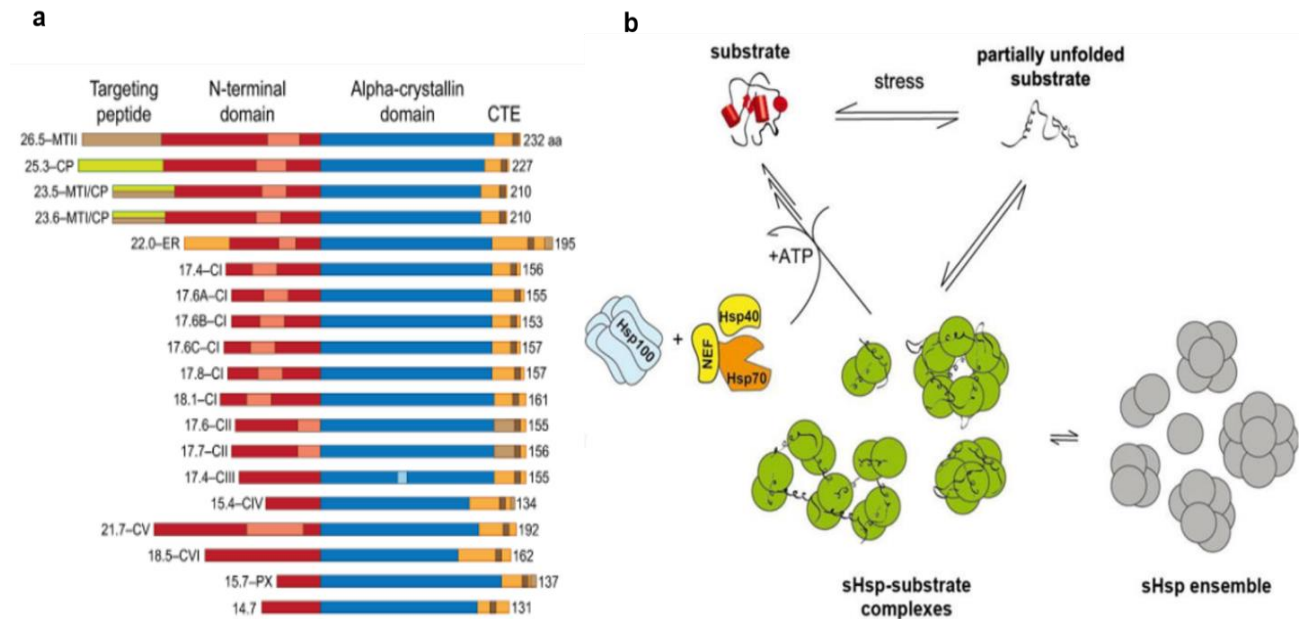 a
Targeting
peptide
N-terminal
domain
Alpha-crystallin
domain
CTE
26.5–MTII
232 aa
25.3–CP
227
23.5–MTI/CP
210
23.6–MTI/CP
210
22.0–ER
195
17.4–CI
156
17.6A–CI
155
17.6B–CI
153
17.6C–CI
157
17.8–CI
157
18.1–CI
161
17.6–CII
155
17.7–CII
156
17.4–CIII
155
15.4–CIV
134
21.7–CV
192
18.5–CVI
162
15.7–PX
137
14.7
131
b
substrate
stress
partially unfolded
substrate
+ATP
Hsp100
+
NEF
Hsp40
Hsp70
sHsp-substrate
complexes
sHsp ensemble